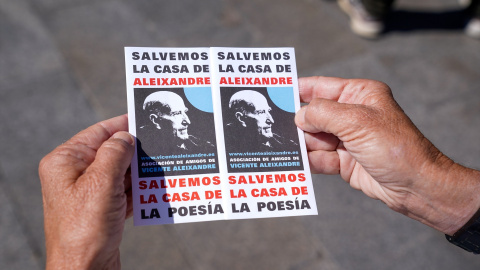 SALVEMOS
LA CASA DE
ALEIXANDRE
www.vicentealeixandre.es
ASOCIACIÓN DE AMIGOS DE
VICENTE ALEIXANDRE
SALVEMOS
LA CASA DE
LA POESÍA
SALVEMOS
LA CASA DE
ALEIXANDRE
www.vicentealeixandre.es
ASOCIACIÓN DE AMIGOS DE
VICENTE ALEIXANDRE
SALVEMOS
LA CASA DE
LA POESÍA